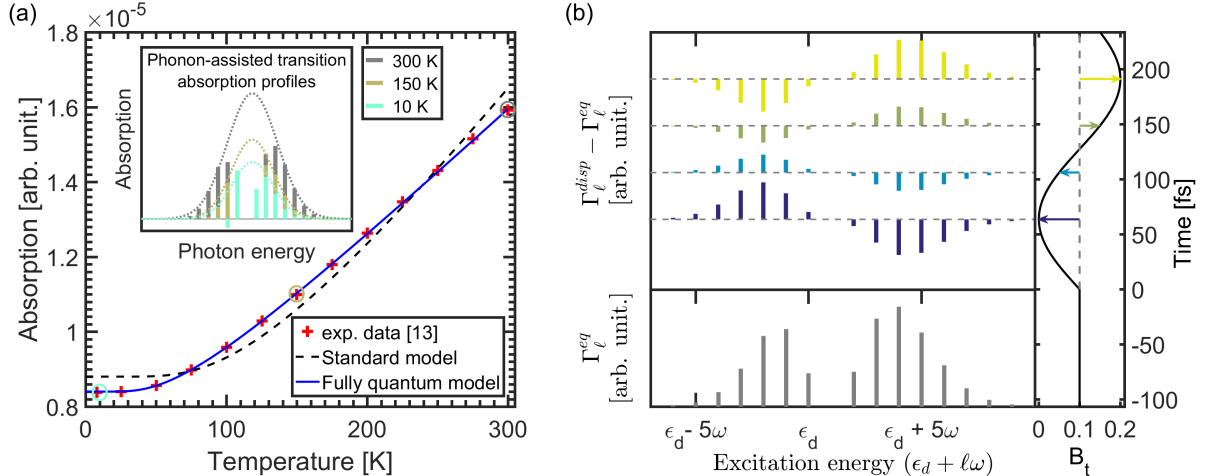 (a)
×10⁻⁵
1.8
1.6
1.4
1.2
1
0.8
Absorption [arb. unit.]
0 50 100 150 200 250 300
Temperature [K]
Phonon-assisted transition
absorption profiles
Absorption
Photon energy
300 K
150 K
10 K
exp. data [13]
Standard model
Fully quantum model
(b)
Γ_ℓ^{disp} − Γ_ℓ^{eq}
[arb. unit.]
Γ_ℓ^{eq}
[arb. unit.]
ϵ_d - 5ω ϵ_d ϵ_d + 5ω
Excitation energy (ϵ_d + ℓω)
200
150
100
50
0
-50
-100
Time [fs]
0 0.1 0.2
B_t